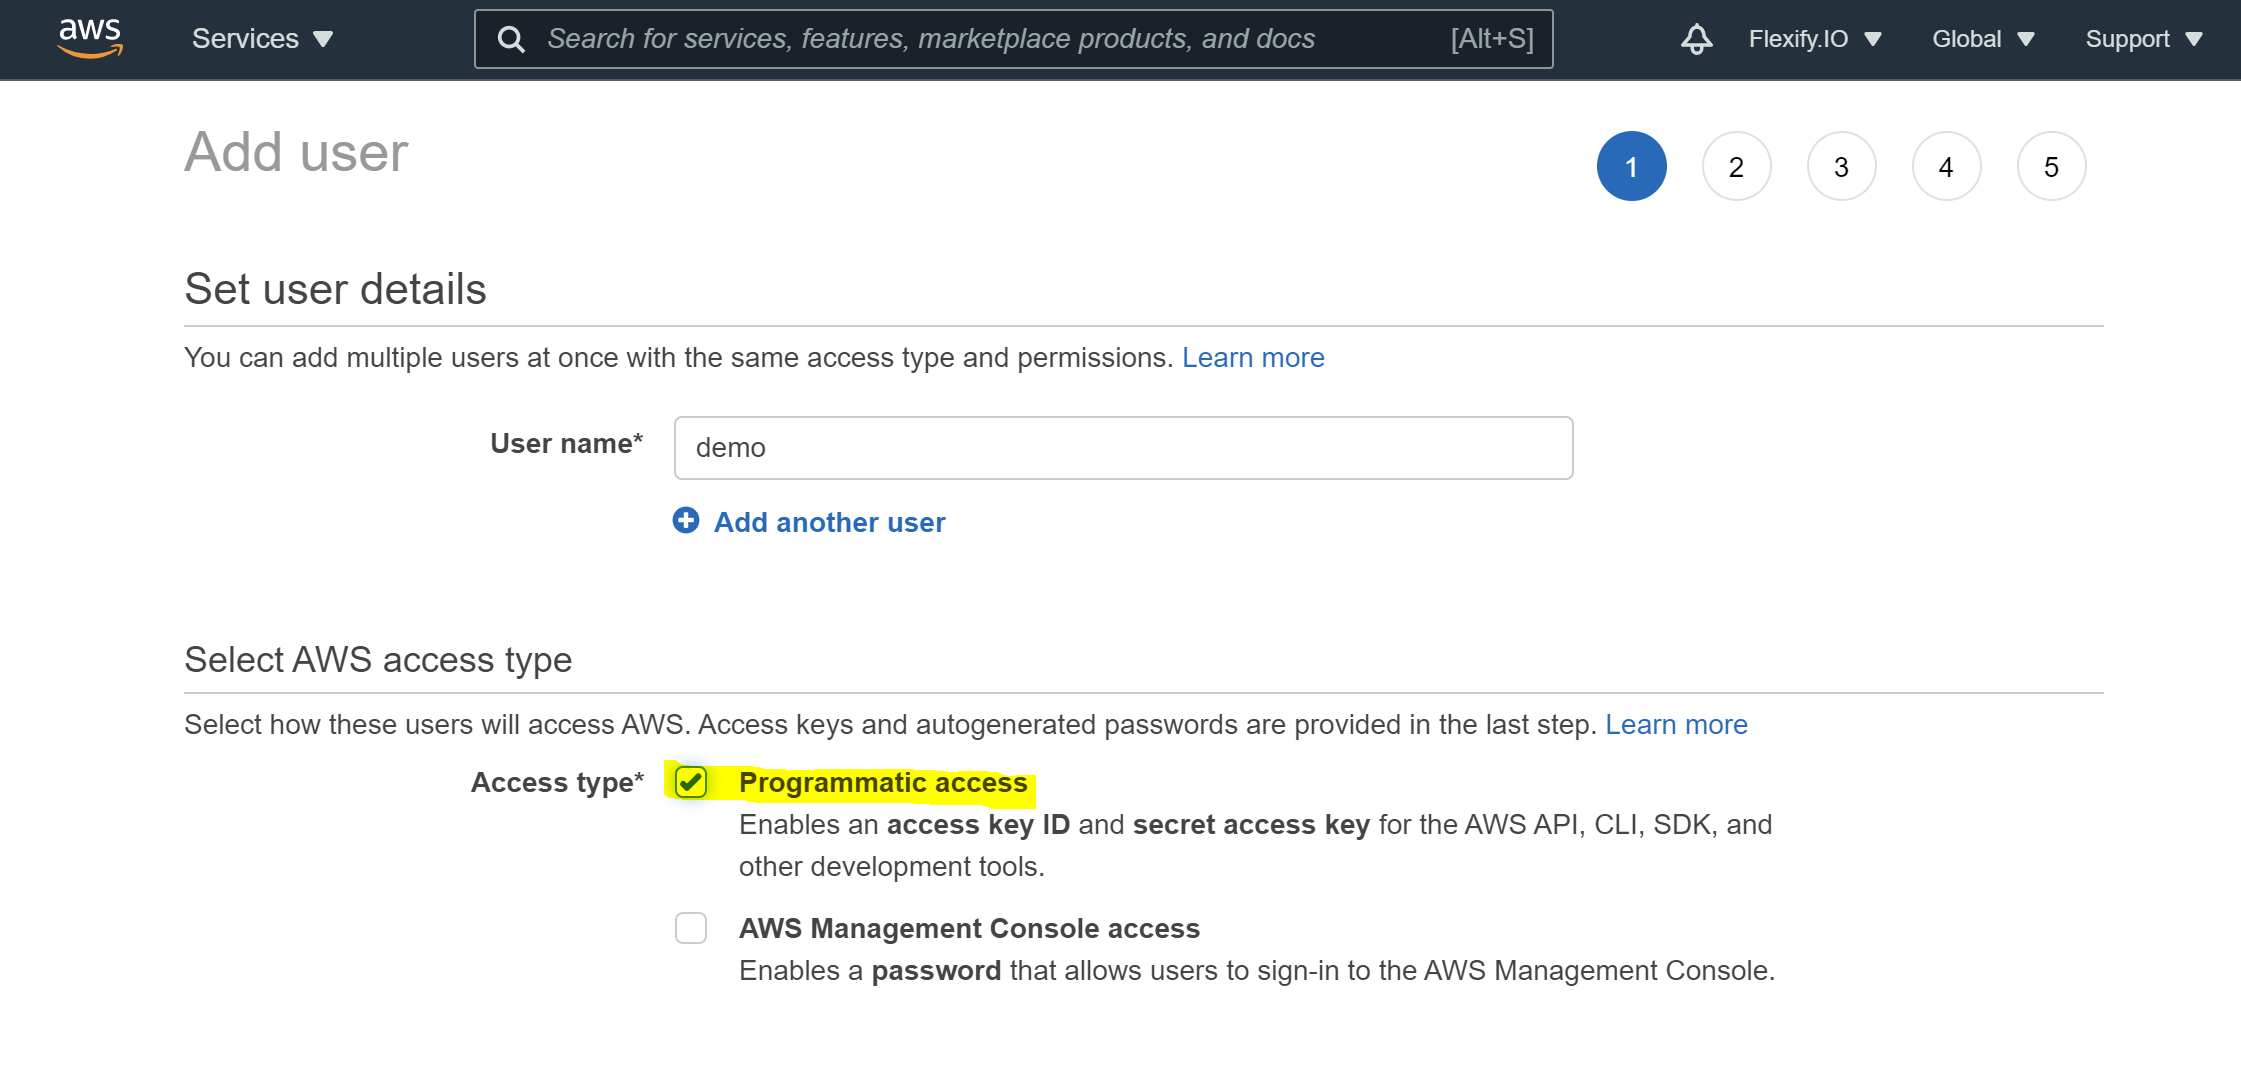 aws Services Search for services, features, marketplace products, and docs [Alt+S] Flexify.IO Global Support
Add user 1 2 3 4 5
Set user details
You can add multiple users at once with the same access type and permissions. Learn more
User name* demo
Add another user
Select AWS access type
Select how these users will access AWS. Access keys and autogenerated passwords are provided in the last step. Learn more
Access type* Programmatic access
Enables an access key ID and secret access key for the AWS API, CLI, SDK, and
other development tools.
AWS Management Console access
Enables a password that allows users to sign-in to the AWS Management Console.